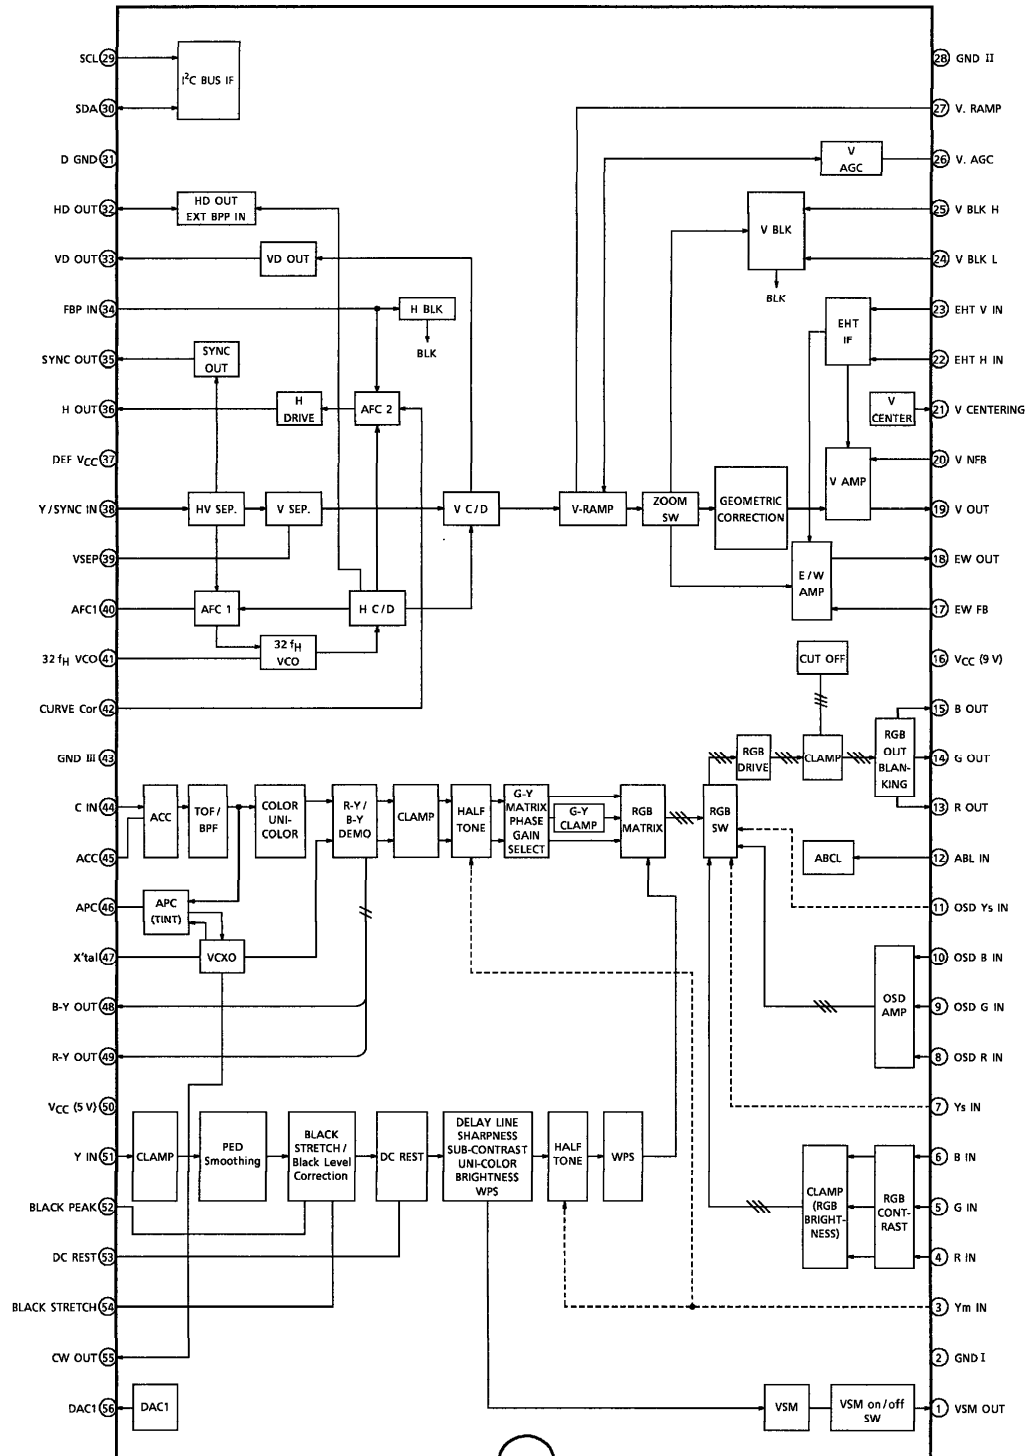 SCL 29
I²C BUS IF
SDA 30
D GND 31
HD OUT 32
HD OUT
EXT BPP IN
VD OUT 33
VD OUT
FBP IN 34
H BLK
BLK
SYNC OUT 35
SYNC
OUT
H OUT 36
H
DRIVE
AFC 2
DEF VCC 37
Y/SYNC IN 38
HV SEP.
V SEP.
V C/D
V-RAMP
ZOOM
SW
GEOMETRIC
CORRECTION
VSEP 39
AFC1 40
AFC 1
H C/D
32 fH VCO 41
32 fH
VCO
CURVE Cor 42
GND III 43
C IN 44
ACC
TOF/
BPF
COLOR
UNI-
COLOR
R-Y/
B-Y
DEMO
CLAMP
HALF
TONE
G-Y
MATRIX
PHASE
GAIN
SELECT
G-Y
CLAMP
RGB
MATRIX
RGB
SW
ACC 45
APC 46
APC
(TINT)
X'tal 47
VCXO
B-Y OUT 48
R-Y OUT 49
VCC (5 V) 50
Y IN 51
CLAMP
PED
Smoothing
BLACK
STRETCH/
Black Level
Correction
DC REST
DELAY LINE
SHARPNESS
SUB-CONTRAST
UNI-COLOR
BRIGHTNESS
WPS
HALF
TONE
WPS
BLACK PEAK 52
DC REST 53
BLACK STRETCH 54
CW OUT 55
DAC1 56
DAC1
28 GND II
27 V. RAMP
V
AGC
26 V. AGC
25 V BLK H
V BLK
24 V BLK L
BLK
23 EHT V IN
EHT
IF
22 EHT H IN
V
CENTER
21 V CENTERING
20 V NFB
V AMP
19 V OUT
18 EW OUT
E/W
AMP
17 EW FB
CUT OFF
16 VCC (9 V)
15 B OUT
RGB
DRIVE
CLAMP
RGB
OUT
BLAN-
KING
14 G OUT
13 R OUT
ABCL
12 ABL IN
11 OSD Ys IN
10 OSD B IN
OSD
AMP
9 OSD G IN
8 OSD R IN
7 Ys IN
6 B IN
CLAMP
(RGB
BRIGHT-
NESS)
RGB
CONT-
RAST
5 G IN
4 R IN
3 Ym IN
2 GND I
VSM
VSM on/off
SW
1 VSM OUT